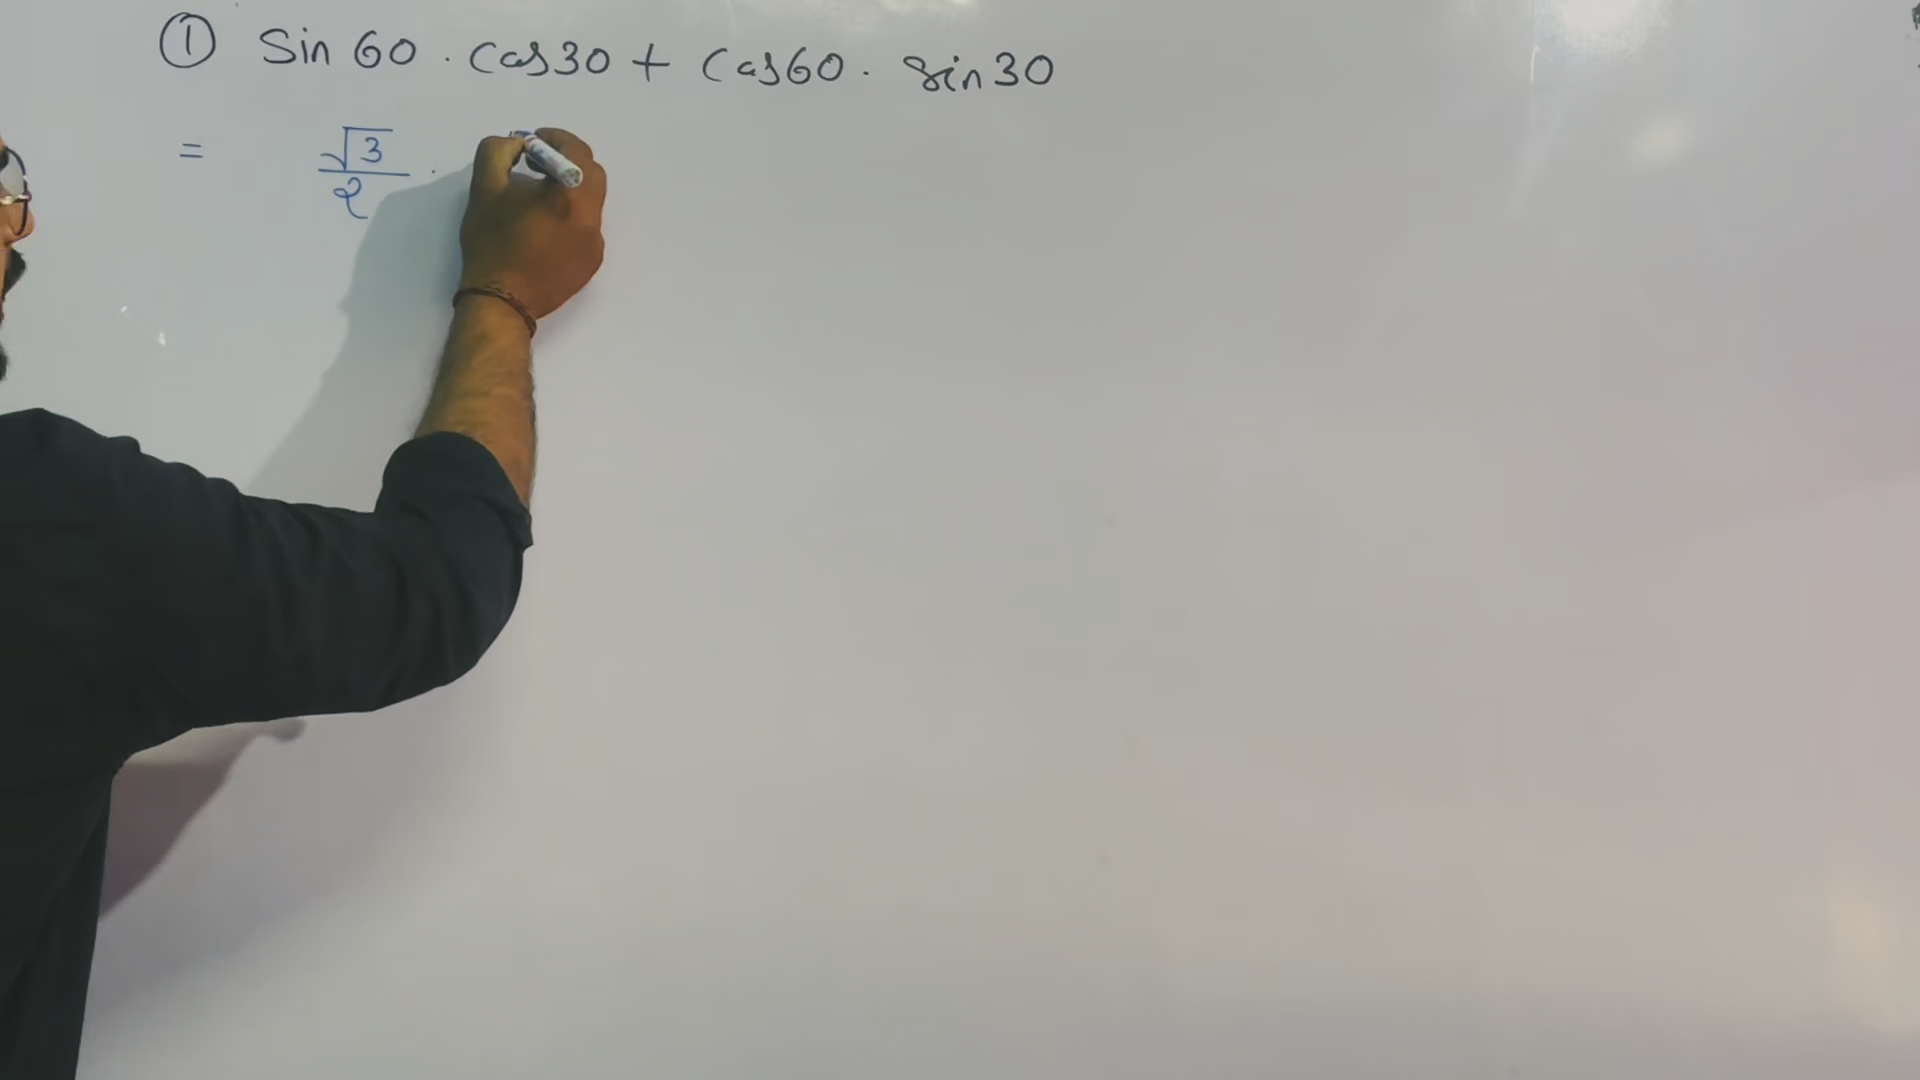 ① Sin 60 . Cos30 + Cos60 . Sin30
= √3/2 .